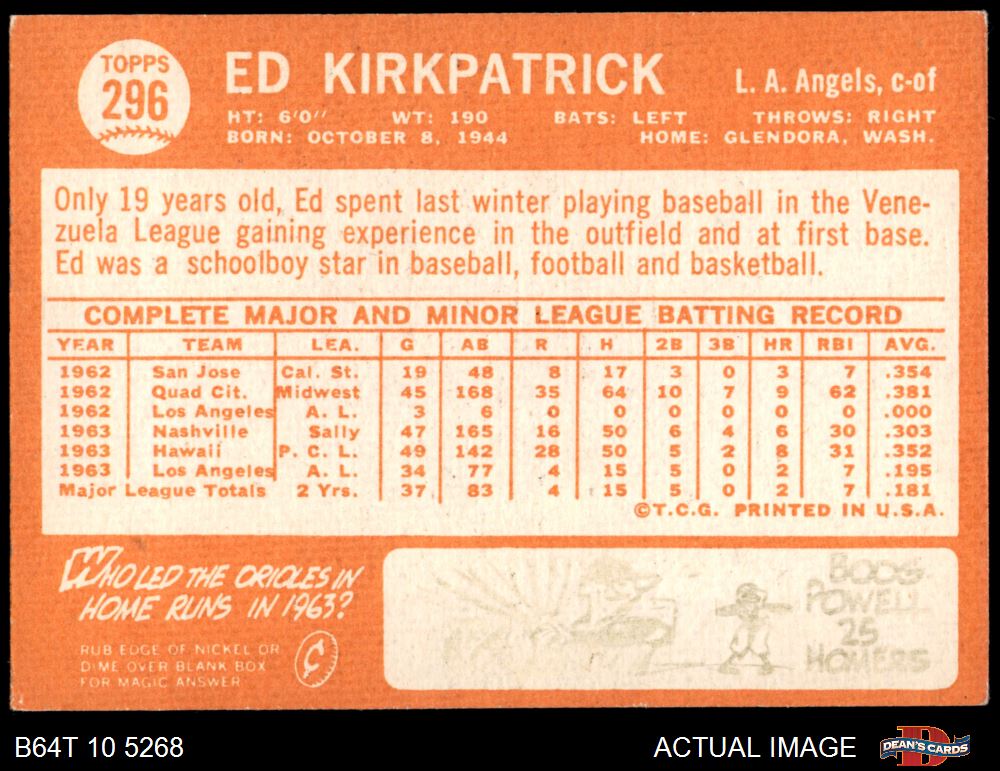 TOPPS
296
ED KIRKPATRICK
L. A. Angels, c-of
HT: 6'0" WT: 190 BATS: LEFT THROWS: RIGHT
BORN: OCTOBER 8, 1944 HOME: GLENDORA, WASH.
Only 19 years old, Ed spent last winter playing baseball in the Vene-
zuela League gaining experience in the outfield and at first base.
Ed was a schoolboy star in baseball, football and basketball.
COMPLETE MAJOR AND MINOR LEAGUE BATTING RECORD
YEAR TEAM LEA. G AB R H 2B 3B HR RBI AVG.
1962 San Jose Cal. St. 19 48 8 17 3 0 3 7 .354
1962 Quad Cit. Midwest 45 168 35 64 10 7 9 62 .381
1962 Los Angeles A. L. 3 6 0 0 0 0 0 0 .000
1963 Nashville Sally 47 165 16 50 6 4 6 30 .303
1963 Hawaii P. C. L. 49 142 28 50 5 2 8 31 .352
1963 Los Angeles A. L. 34 77 4 15 5 0 2 7 .195
Major League Totals 2 Yrs. 37 83 4 15 5 0 2 7 .181
©T.C.G. PRINTED IN U.S.A.
WHO LED THE ORIOLES IN
HOME RUNS IN 1963?
RUB EDGE OF NICKEL OR
DIME OVER BLANK BOX
FOR MAGIC ANSWER
BOOG
POWELL
25
HOMERS
B64T 10 5268
ACTUAL IMAGE
DEAN'S CARDS